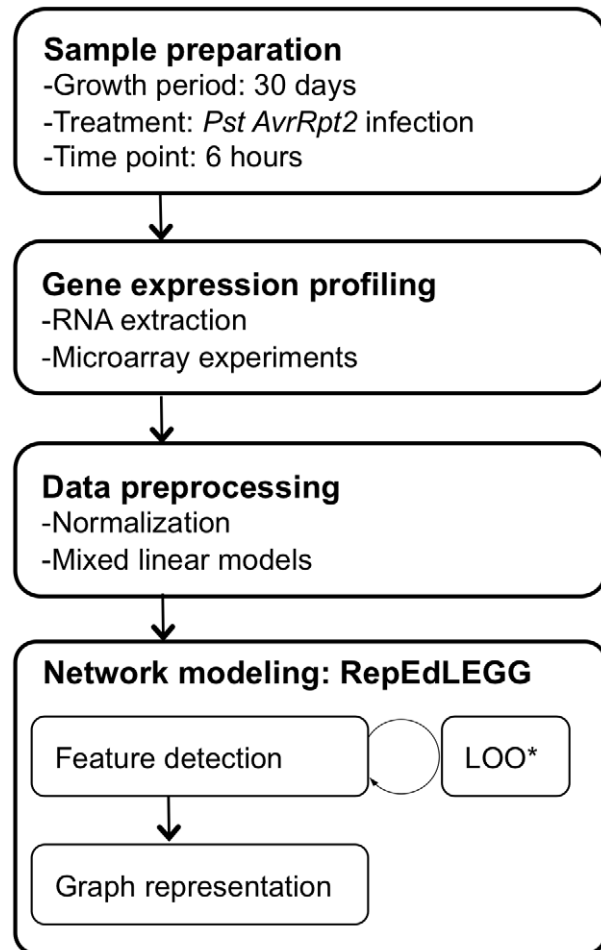 Sample preparation
-Growth period: 30 days
-Treatment: Pst AvrRpt2 infection
-Time point: 6 hours
Gene expression profiling
-RNA extraction
-Microarray experiments
Data preprocessing
-Normalization
-Mixed linear models
Network modeling: RepEdLEGG
Feature detection
LOO*
Graph representation